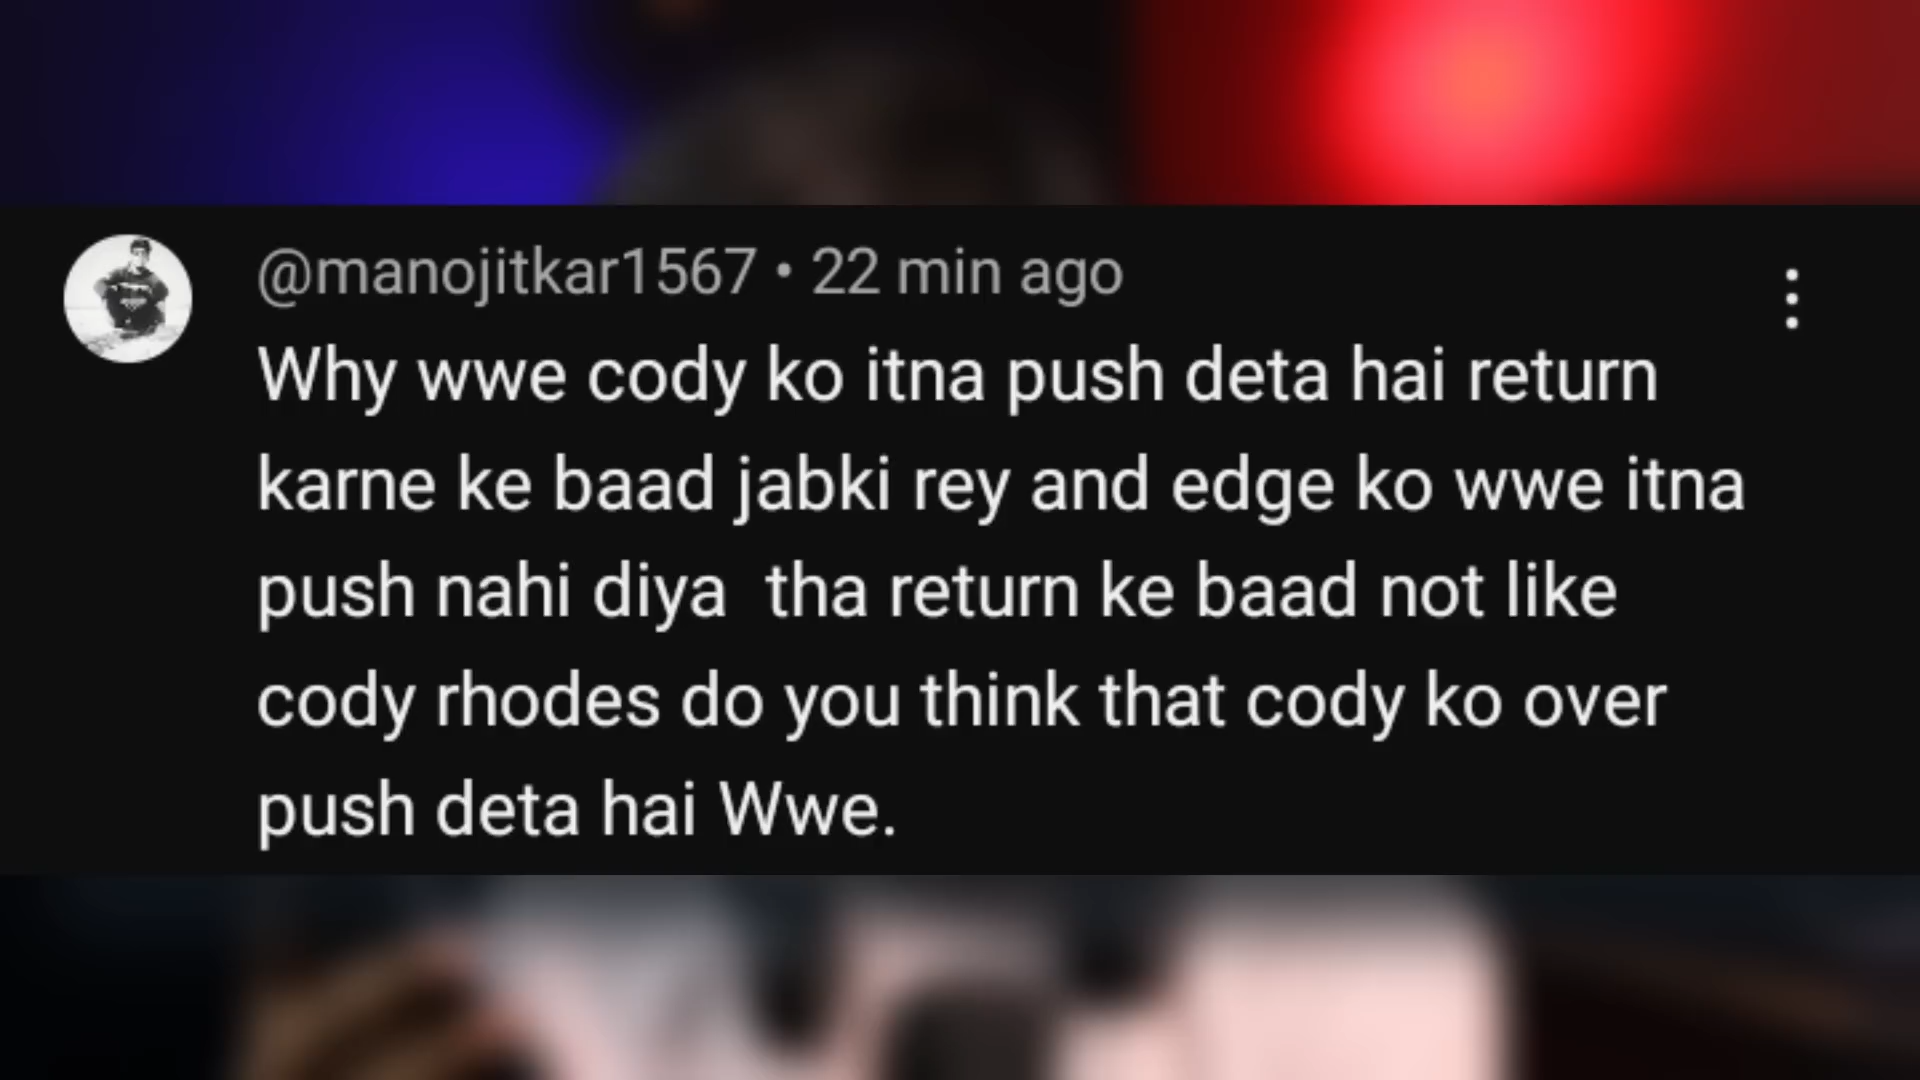 @manojitkar1567 • 22 min ago
Why wwe cody ko itna push deta hai return
karne ke baad jabki rey and edge ko wwe itna
push nahi diya  tha return ke baad not like
cody rhodes do you think that cody ko over
push deta hai Wwe.